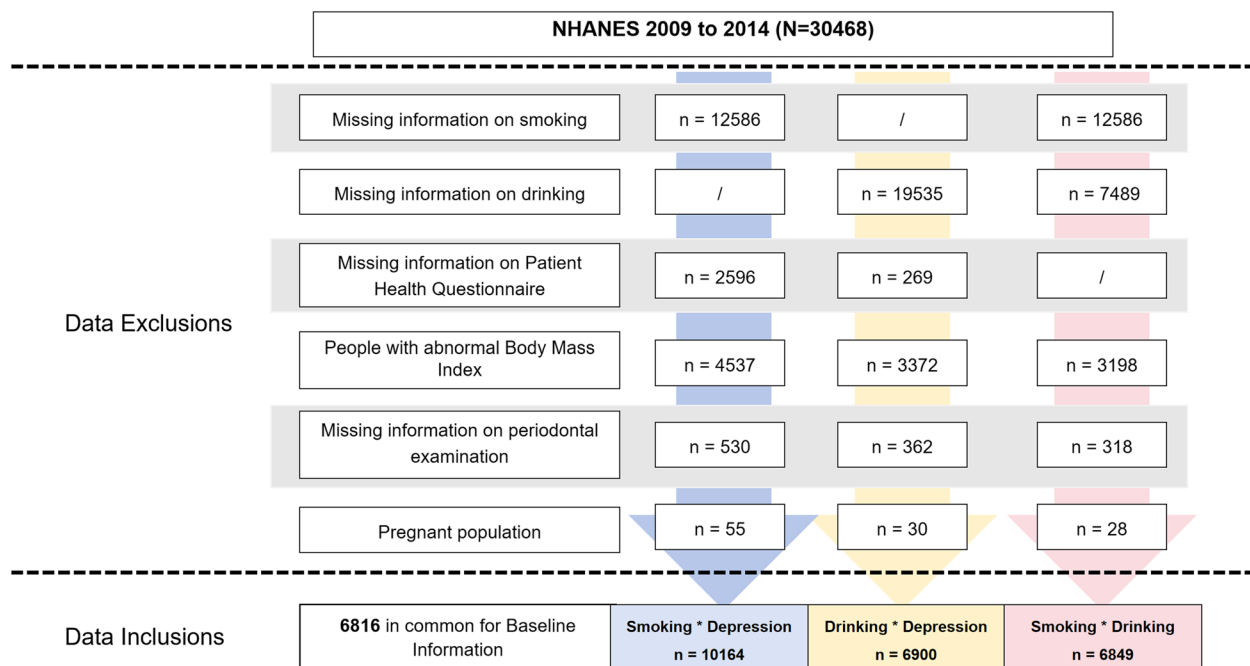 NHANES 2009 to 2014 (N=30468)
Missing information on smoking
n = 12586
/
n = 12586
Missing information on drinking
/
n = 19535
n = 7489
Missing information on Patient
Health Questionnaire
n = 2596
n = 269
/
Data Exclusions
People with abnormal Body Mass
Index
n = 4537
n = 3372
n = 3198
Missing information on periodontal
examination
n = 530
n = 362
n = 318
Pregnant population
n = 55
n = 30
n = 28
Data Inclusions
6816 in common for Baseline
Information
Smoking * Depression
n = 10164
Drinking * Depression
n = 6900
Smoking * Drinking
n = 6849